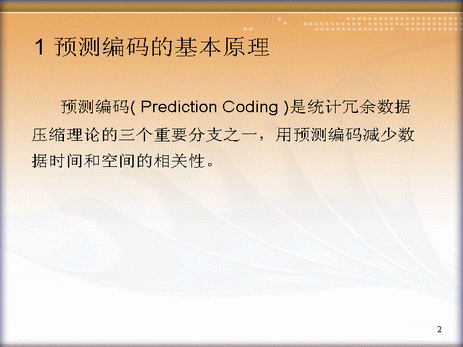 1 预测编码的基本原理
预测编码( Prediction Coding )是统计冗余数据
压缩理论的三个重要分支之一，用预测编码减少数
据时间和空间的相关性。
2